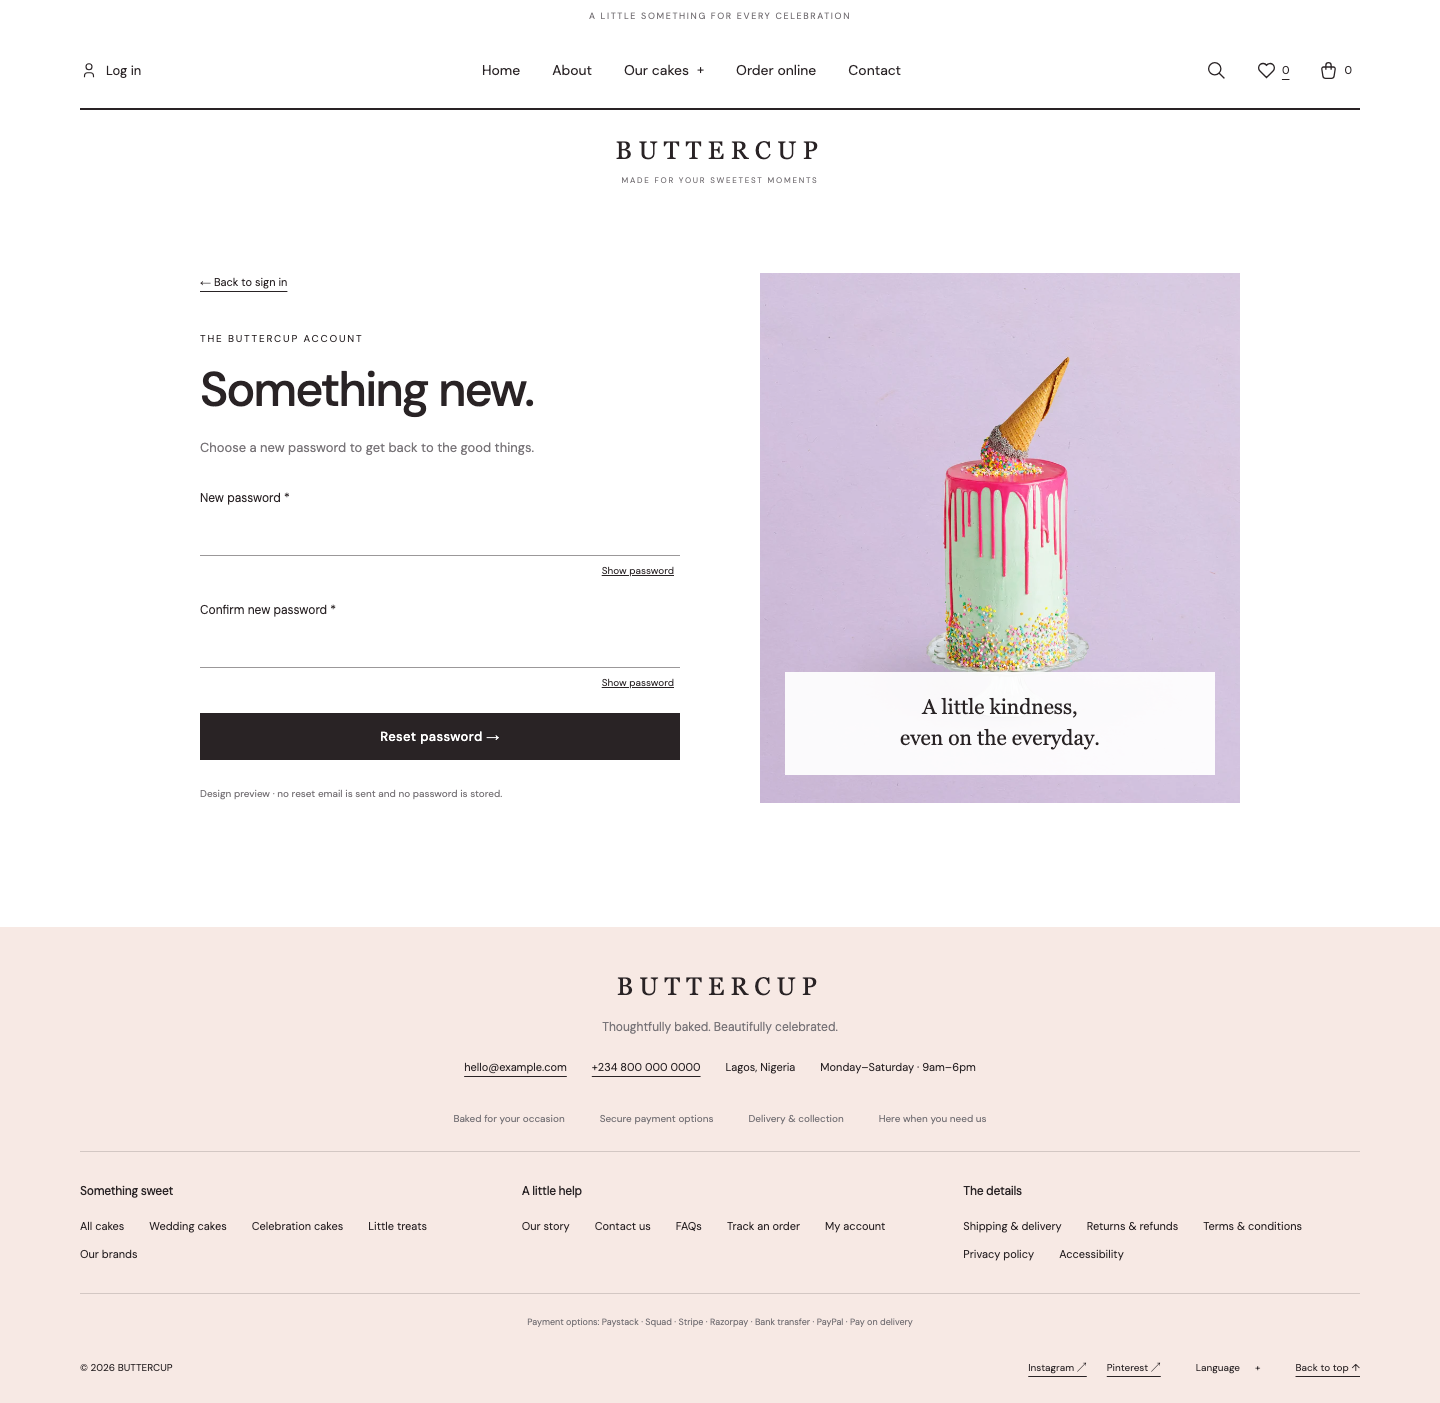 A LITTLE SOMETHING FOR EVERY CELEBRATION
Log in
Home About Our cakes + Order online Contact
0 0
BUTTERCUP
MADE FOR YOUR SWEETEST MOMENTS
← Back to sign in
THE BUTTERCUP ACCOUNT
Something new.
Choose a new password to get back to the good things.
New password *
Show password
Confirm new password *
Show password
Reset password →
Design preview · no reset email is sent and no password is stored.
A little kindness,
even on the everyday.
BUTTERCUP
Thoughtfully baked. Beautifully celebrated.
hello@example.com +234 800 000 0000 Lagos, Nigeria Monday–Saturday · 9am–6pm
Baked for your occasion Secure payment options Delivery & collection Here when you need us
Something sweet
All cakes Wedding cakes Celebration cakes Little treats
Our brands
A little help
Our story Contact us FAQs Track an order My account
The details
Shipping & delivery Returns & refunds Terms & conditions
Privacy policy Accessibility
Payment options: Paystack · Squad · Stripe · Razorpay · Bank transfer · PayPal · Pay on delivery
© 2026 BUTTERCUP
Instagram ↗ Pinterest ↗ Language + Back to top ↑